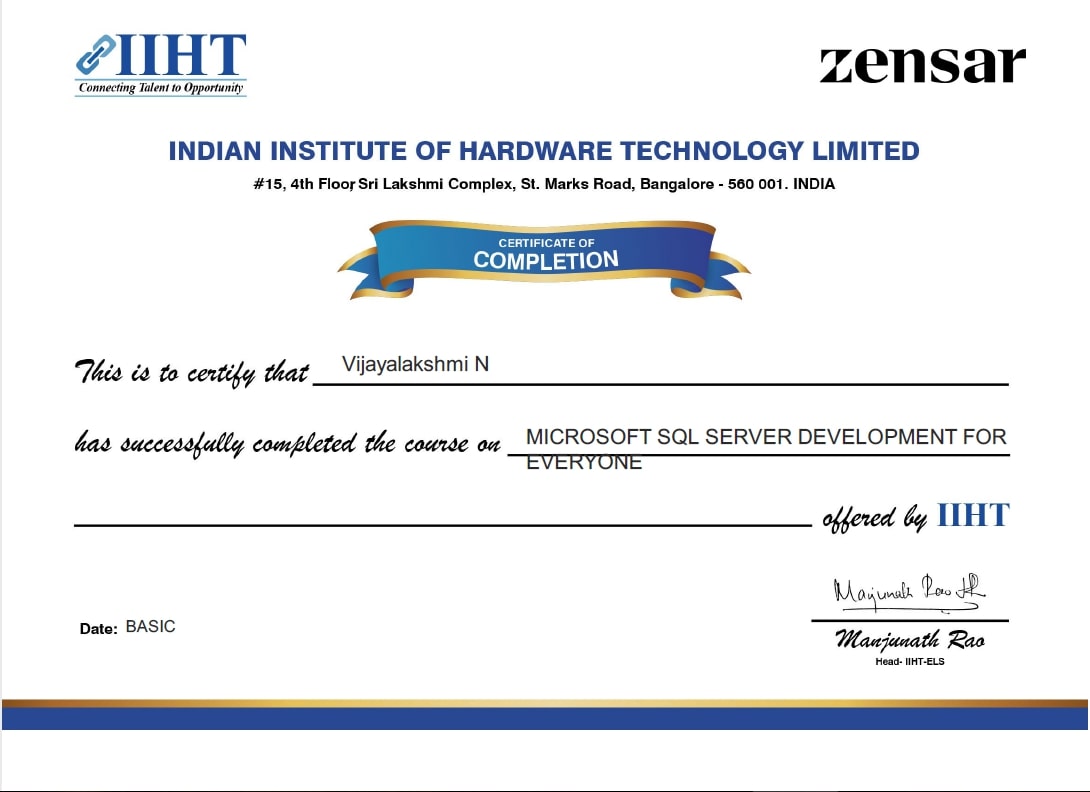 IIHT
Connecting Talent to Opportunity
zensar
INDIAN INSTITUTE OF HARDWARE TECHNOLOGY LIMITED
#15, 4th Floor, Sri Lakshmi Complex, St. Marks Road, Bangalore - 560 001. INDIA
CERTIFICATE OF
COMPLETION
This is to certify that Vijayalakshmi N
has successfully completed the course on MICROSOFT SQL SERVER DEVELOPMENT FOR
EVERYONE
offered by IIHT
Manjunath Rao
Date: BASIC
Manjunath Rao
Head- IIHT-ELS